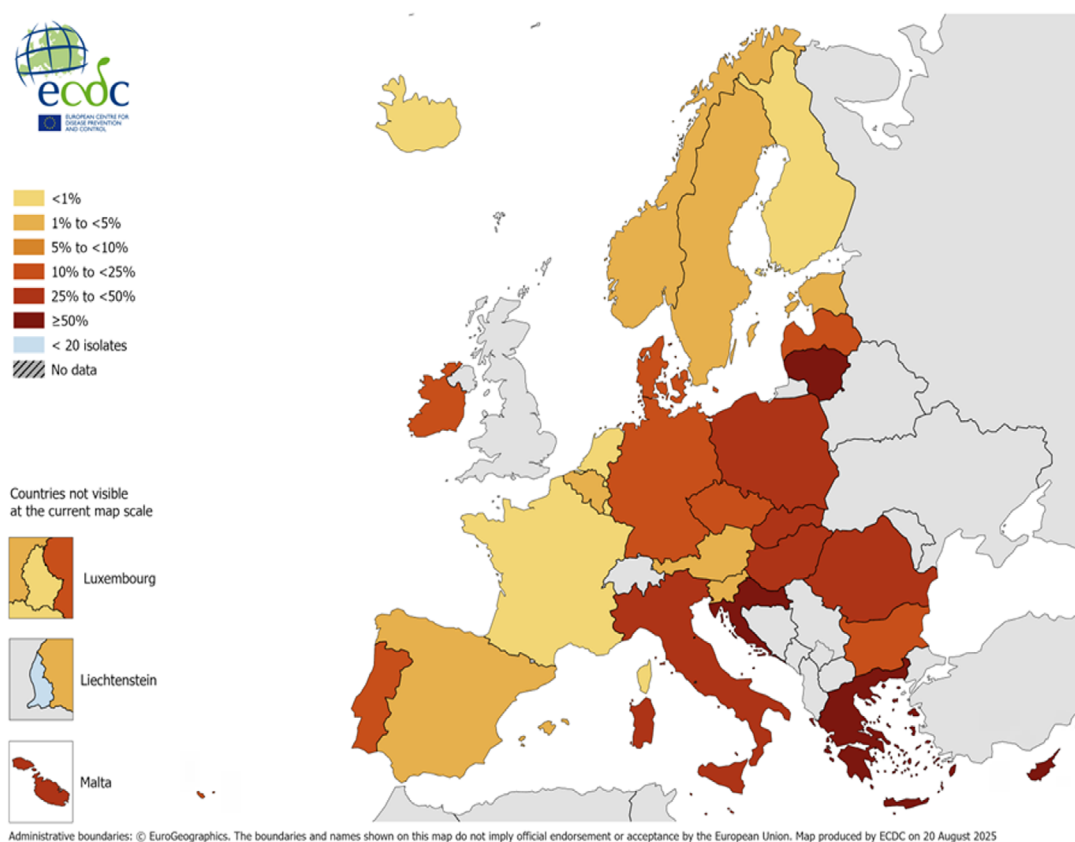 ecdc
EUROPEAN CENTRE FOR
DISEASE PREVENTION
AND CONTROL
<1%
1% to <5%
5% to <10%
10% to <25%
25% to <50%
≥50%
< 20 isolates
No data
Countries not visible
at the current map scale
Luxembourg
Liechtenstein
Malta
Administrative boundaries: © EuroGeographics. The boundaries and names shown on this map do not imply official endorsement or acceptance by the European Union. Map produced by ECDC on 20 August 2025